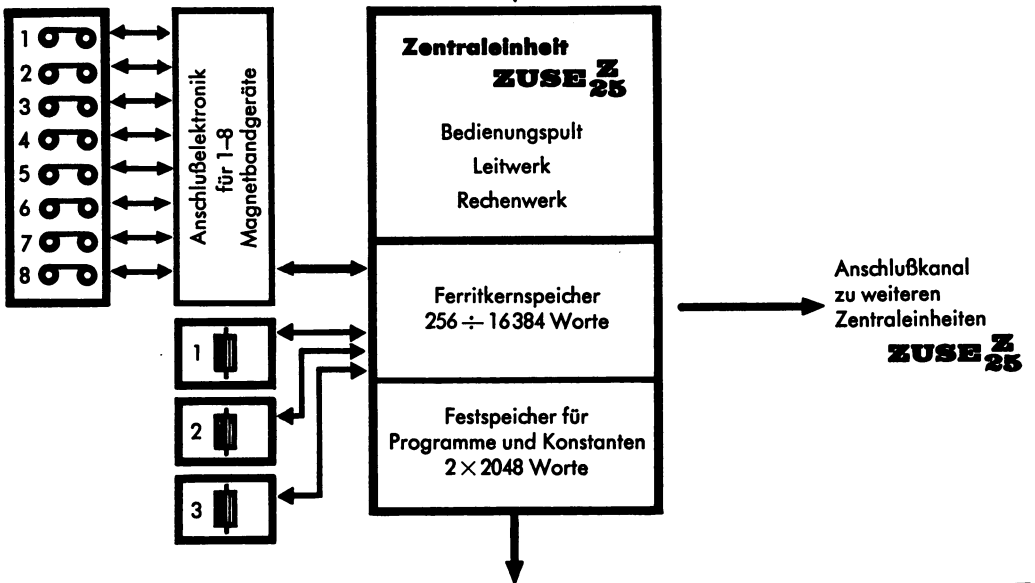 1
2
3
4
5
6
7
8
Anschlußelektronik
für 1–8
Magnetbandgeräte
Zentraleinheit
ZUSE Z 25
Bedienungspult
Leitwerk
Rechenwerk
Ferritkernspeicher
256 ÷ 16384 Worte
Festspeicher für
Programme und Konstanten
2 × 2048 Worte
1
2
3
Anschlußkanal
zu weiteren
Zentraleinheiten
ZUSE Z 25